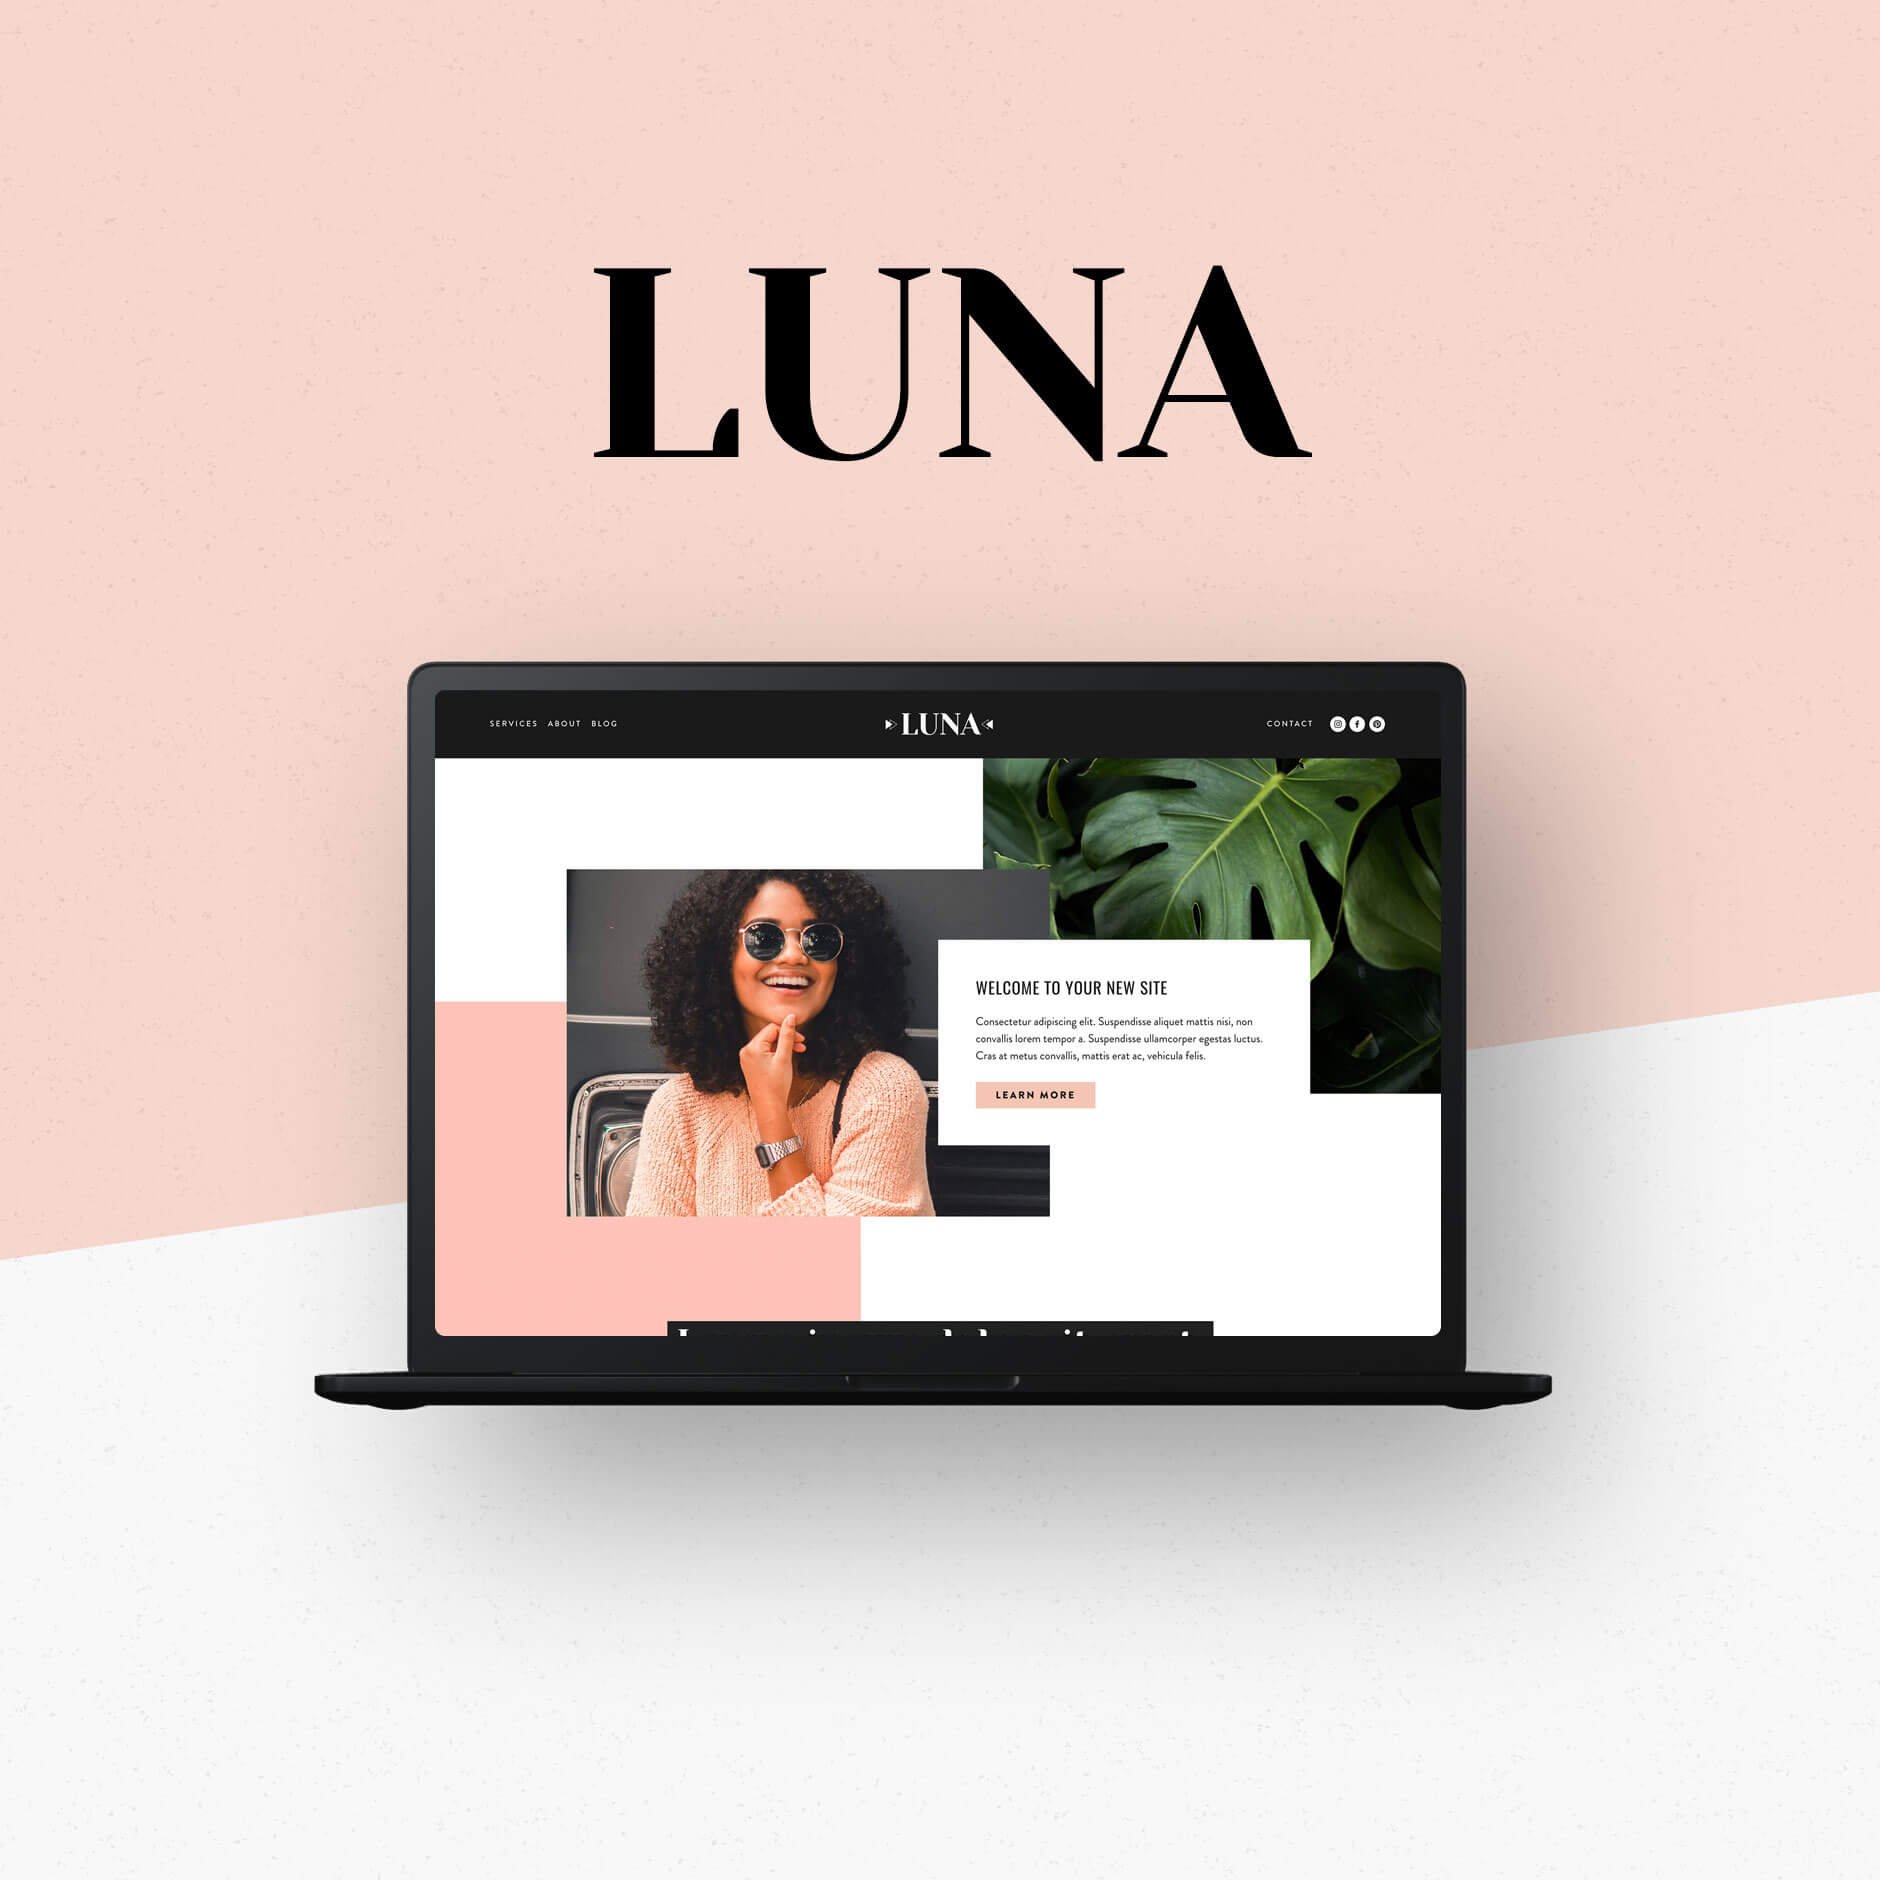 LUNA
SERVICES ABOUT BLOG
LUNA
CONTACT
WELCOME TO YOUR NEW SITE
Consectetur adipiscing elit. Suspendisse aliquet mattis nisi, non
convallis lorem tempor a. Suspendisse ullamcorper egestas luctus.
Cras at metus convallis, mattis erat ac, vehicula felis.
LEARN MORE